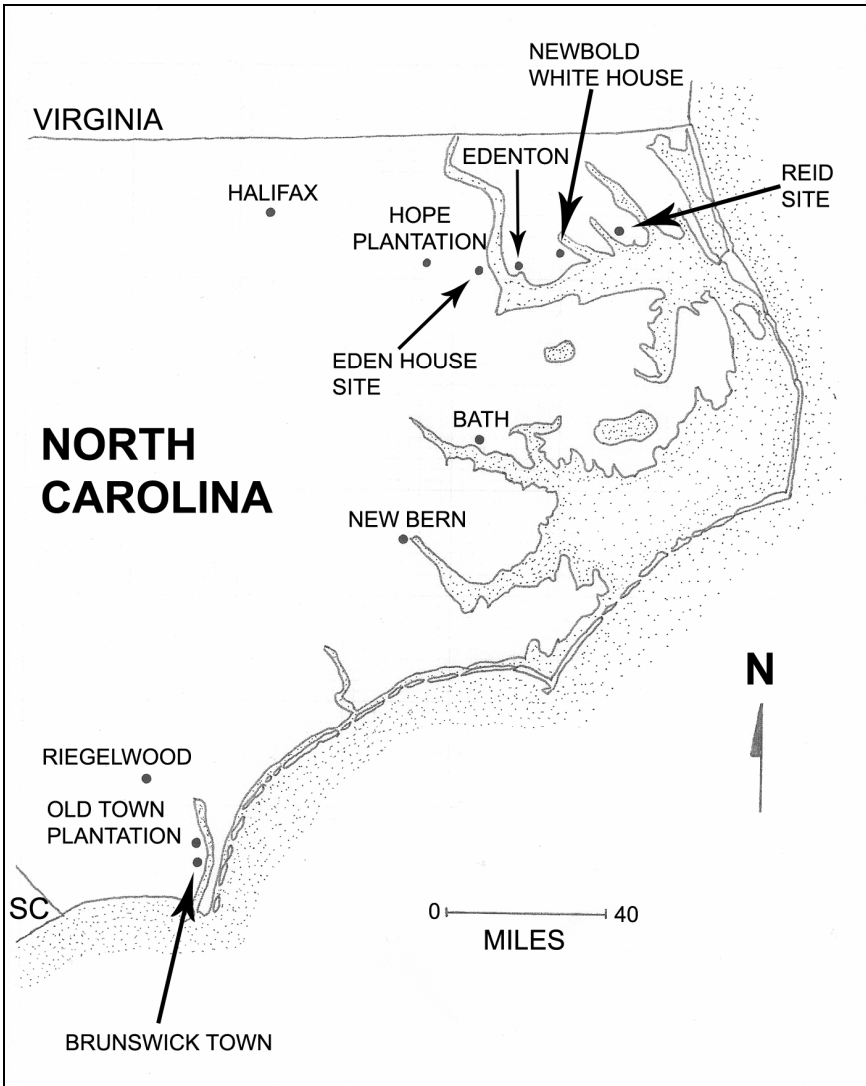 NEWBOLD
WHITE HOUSE
VIRGINIA
EDENTON
REID
SITE
HALIFAX
HOPE
PLANTATION
EDEN HOUSE
SITE
BATH
NORTH
CAROLINA
NEW BERN
N
RIEGELWOOD
OLD TOWN
PLANTATION
SC
0 40
MILES
BRUNSWICK TOWN